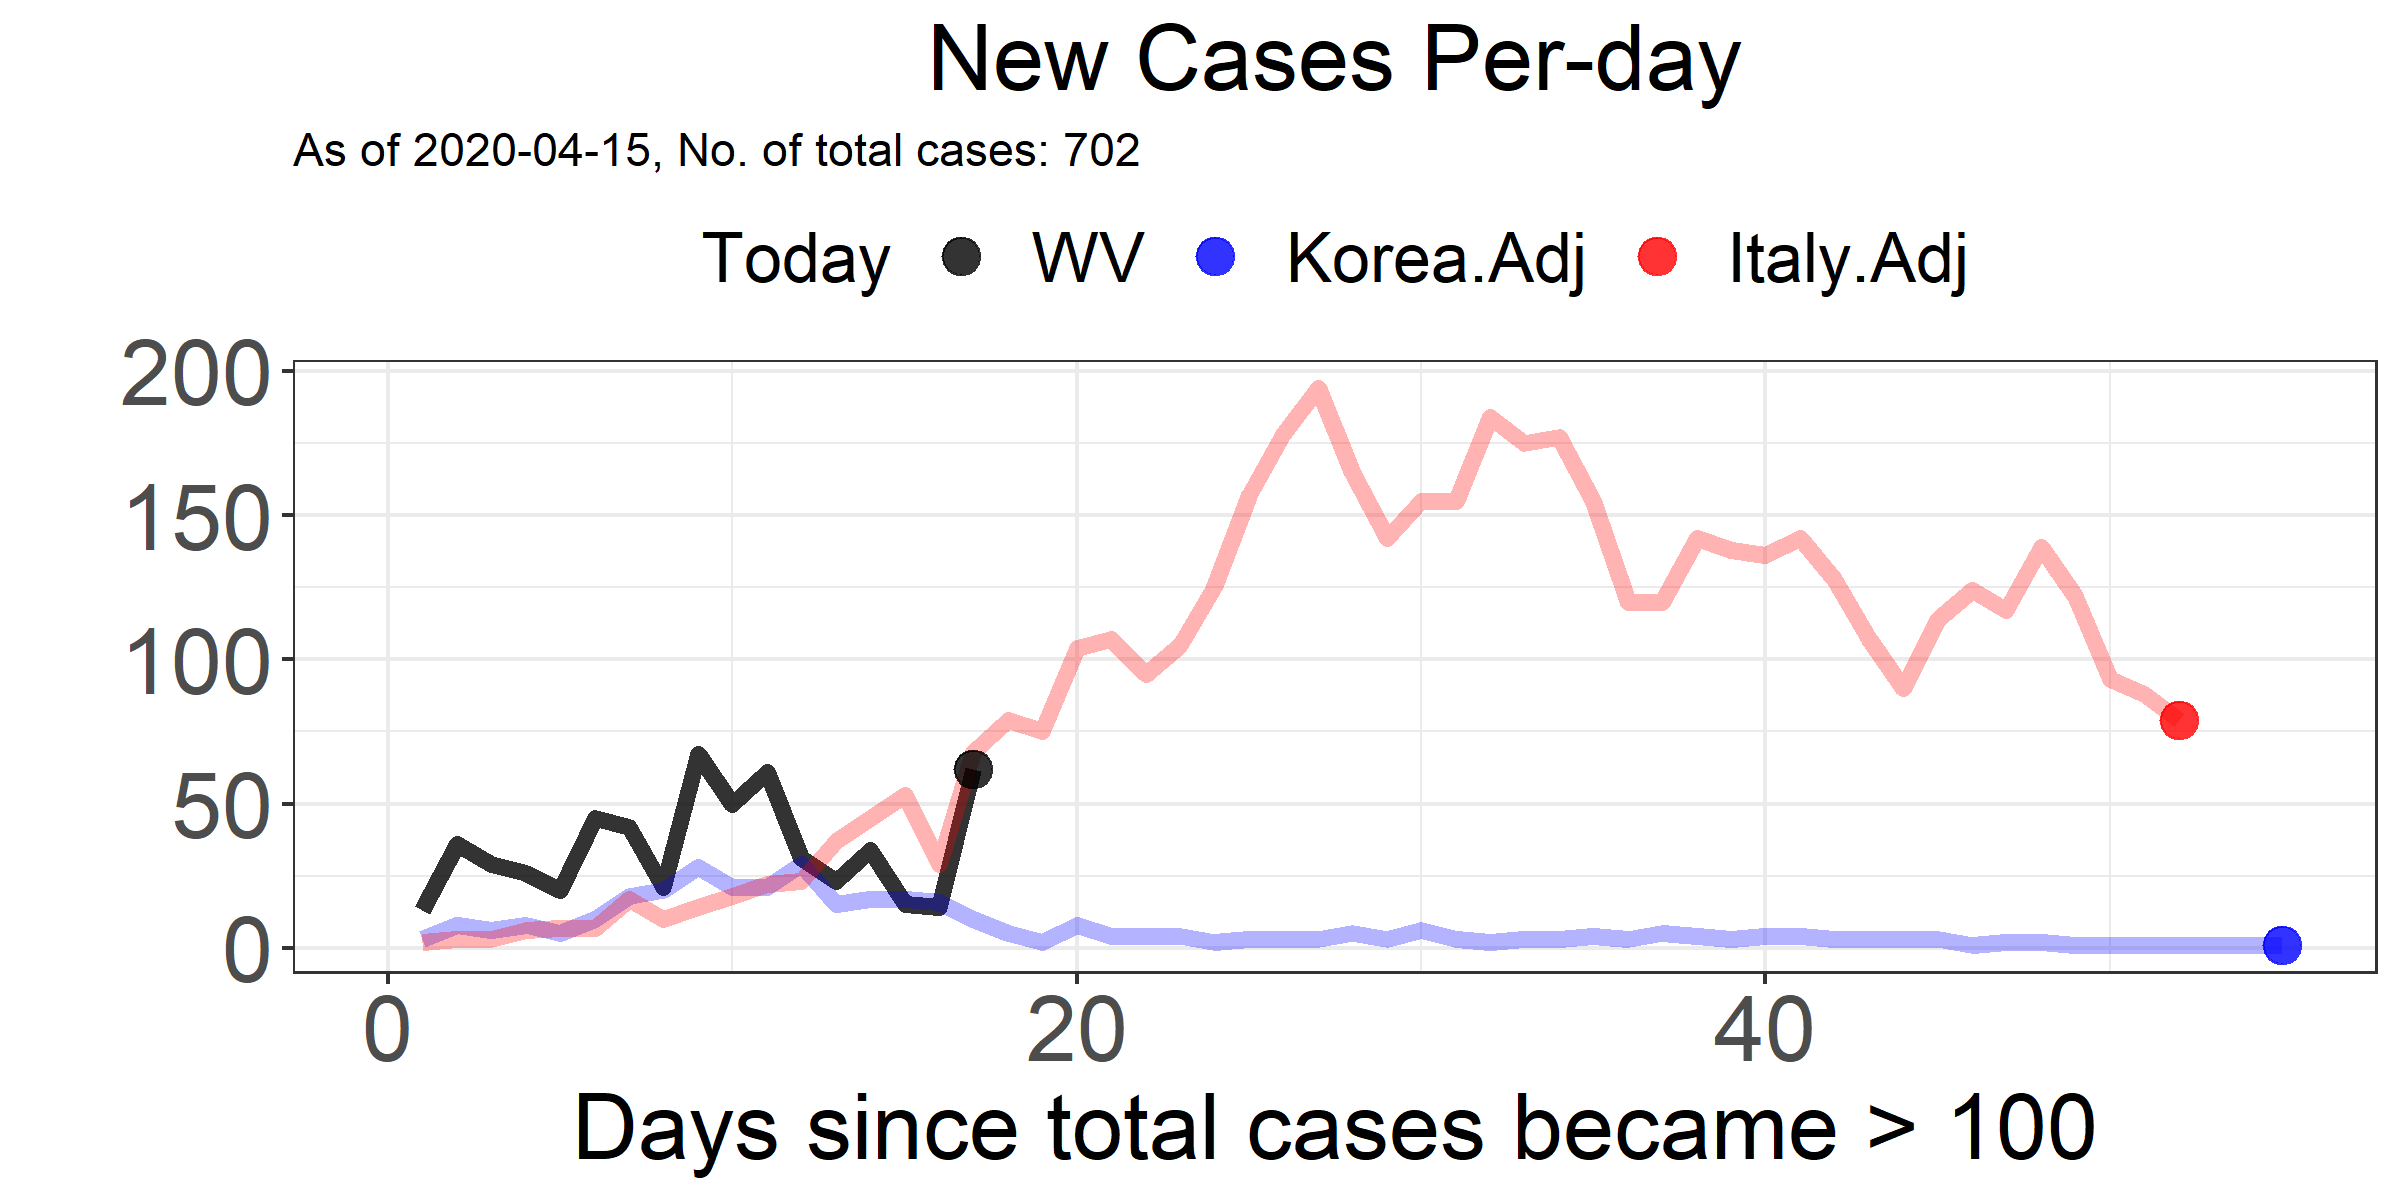 New Cases Per-day
As of 2020-04-15, No. of total cases: 702
Today WV Korea.Adj Italy.Adj
200
150
100
50
0
0 20 40
Days since total cases became > 100